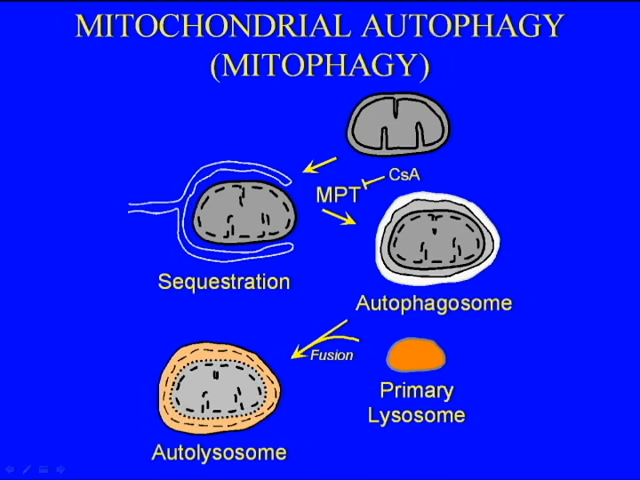 MITOCHONDRIAL AUTOPHAGY
(MITOPHAGY)
CsA
MPT
Sequestration
Autophagosome
Fusion
Primary
Lysosome
Autolysosome